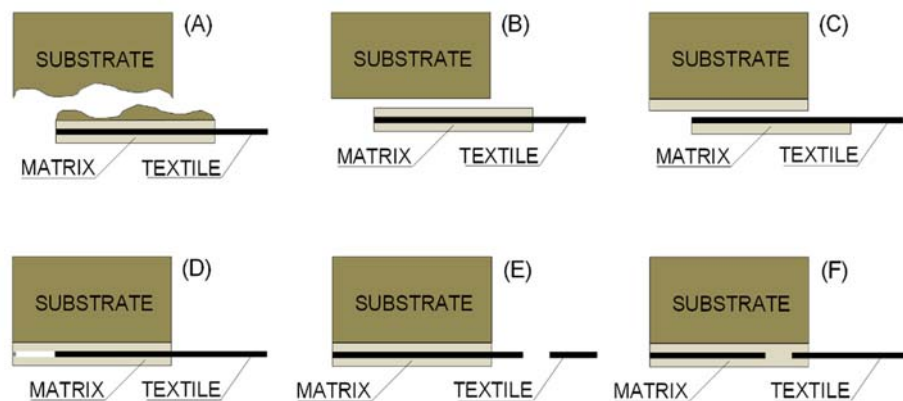 (A)
SUBSTRATE
MATRIX TEXTILE
(B)
SUBSTRATE
MATRIX TEXTILE
(C)
SUBSTRATE
MATRIX TEXTILE
(D)
SUBSTRATE
MATRIX TEXTILE
(E)
SUBSTRATE
MATRIX TEXTILE
(F)
SUBSTRATE
MATRIX TEXTILE